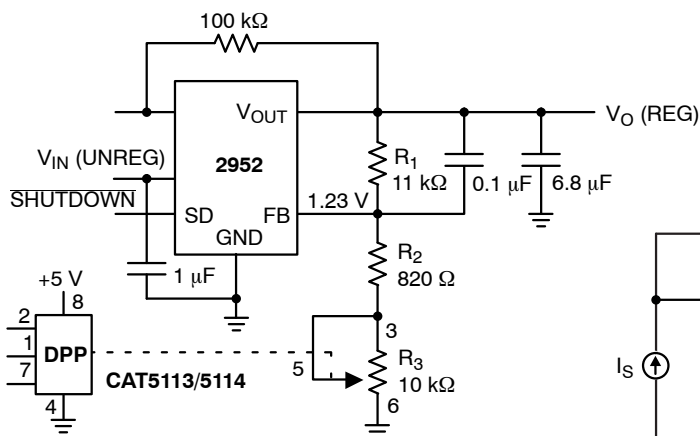 100 kΩ
V_OUT
V_O (REG)
V_IN (UNREG)
2952
R_1
11 kΩ
0.1 µF
6.8 µF
SHUTDOWN
1.23 V
SD
FB
GND
R_2
820 Ω
1 µF
+5 V
8
2
1
7
DPP
4
CAT5113/5114
3
5
R_3
10 kΩ
6
I_S